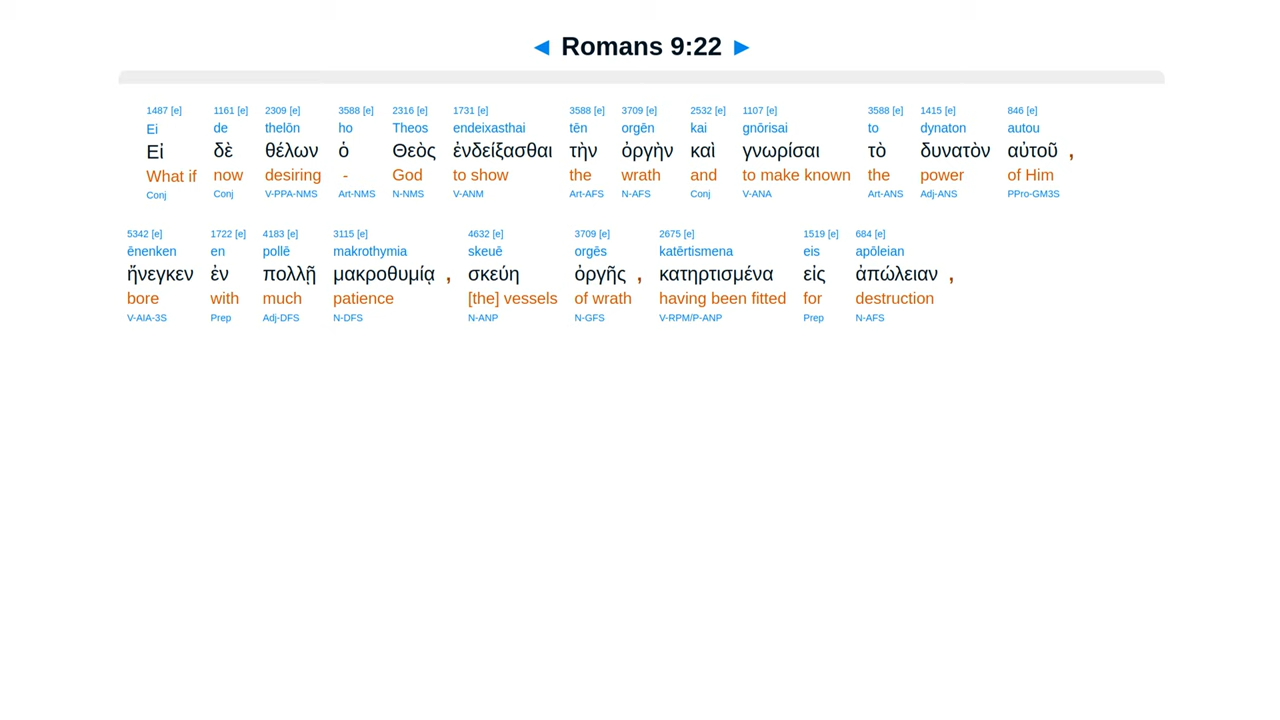 ◄ Romans 9:22 ►
1487 [e] 1161 [e] 2309 [e] 3588 [e] 2316 [e] 1731 [e] 3588 [e] 3709 [e] 2532 [e] 1107 [e] 3588 [e] 1415 [e] 846 [e]
Ei de thelōn ho Theos endeixasthai tēn orgēn kai gnōrisai to dynaton autou
Εἰ δὲ θέλων ὁ Θεὸς ἐνδείξασθαι τὴν ὀργὴν καὶ γνωρίσαι τὸ δυνατὸν αὐτοῦ ,
What if now desiring - God to show the wrath and to make known the power of Him
Conj Conj V-PPA-NMS Art-NMS N-NMS V-ANM Art-AFS N-AFS Conj V-ANA Art-ANS Adj-ANS PPro-GM3S
5342 [e] 1722 [e] 4183 [e] 3115 [e] 4632 [e] 3709 [e] 2675 [e] 1519 [e] 684 [e]
ēnenken en pollē makrothymia skeuē orgēs katērtismena eis apōleian
ἤνεγκεν ἐν πολλῇ μακροθυμίᾳ , σκεύη ὀργῆς , κατηρτισμένα εἰς ἀπώλειαν ,
bore with much patience [the] vessels of wrath having been fitted for destruction
V-AIA-3S Prep Adj-DFS N-DFS N-ANP N-GFS V-RPM/P-ANP Prep N-AFS